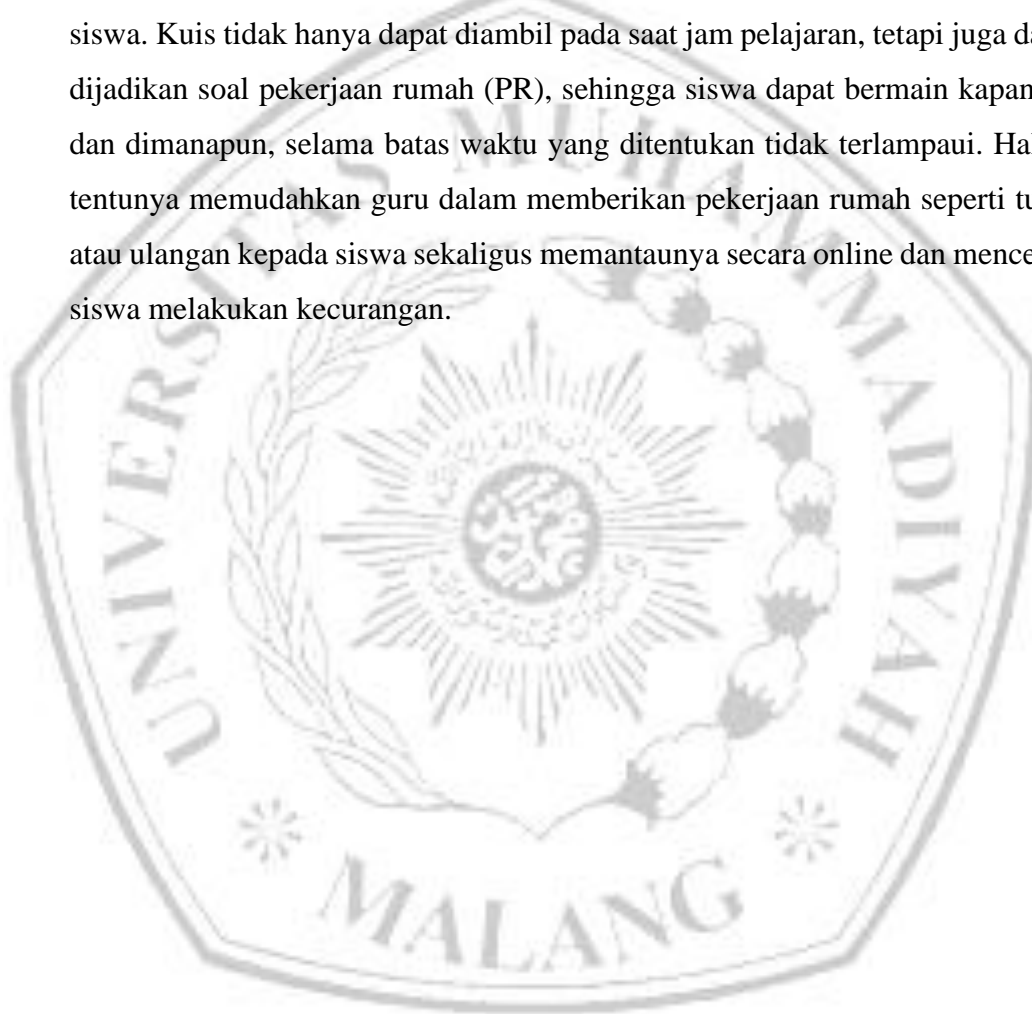 siswa. Kuis tidak hanya dapat diambil pada saat jam pelajaran, tetapi juga da
dijadikan soal pekerjaan rumah (PR), sehingga siswa dapat bermain kapan
dan dimanapun, selama batas waktu yang ditentukan tidak terlampaui. Ha
tentunya memudahkan guru dalam memberikan pekerjaan rumah seperti tu
atau ulangan kepada siswa sekaligus memantaunya secara online dan mence
siswa melakukan kecurangan.
UNIVERSITAS MUHAMMADIYAH
MALANG